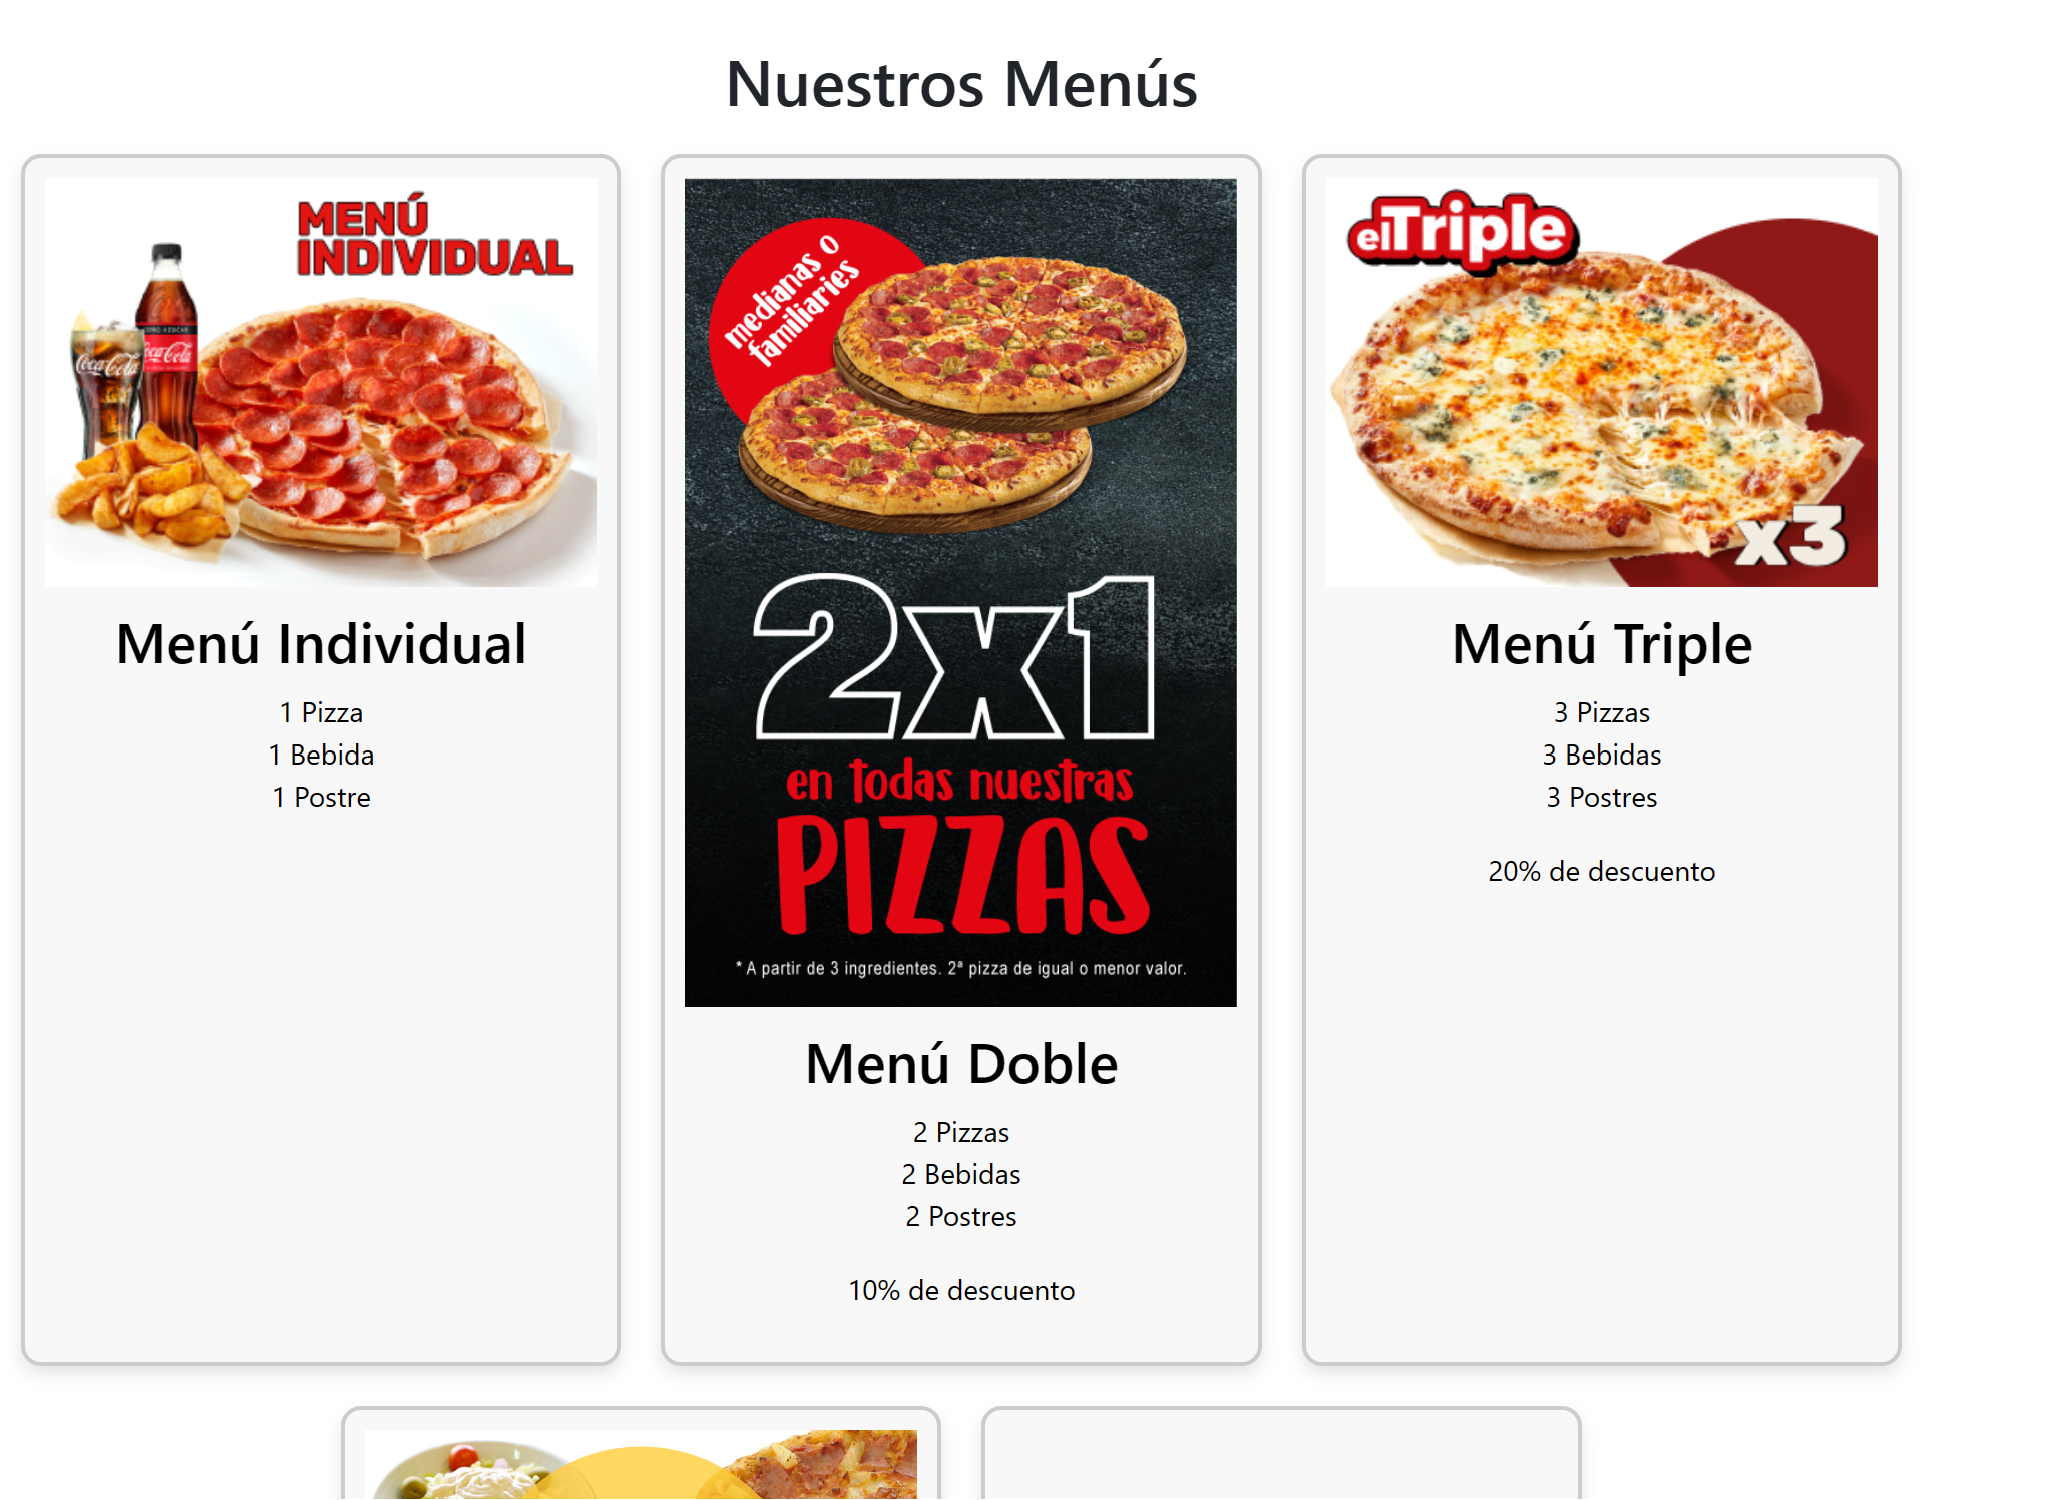 Nuestros Menús
MENÚ
INDIVIDUAL
Coca-Cola
Coca-Cola
Menú Individual
1 Pizza
1 Bebida
1 Postre
medianas o
familiaries
2x1
en todas nuestras
PIZZAS
* A partir de 3 ingredientes. 2ª pizza de igual o menor valor.
Menú Doble
2 Pizzas
2 Bebidas
2 Postres
10% de descuento
elTriple
x3
Menú Triple
3 Pizzas
3 Bebidas
3 Postres
20% de descuento